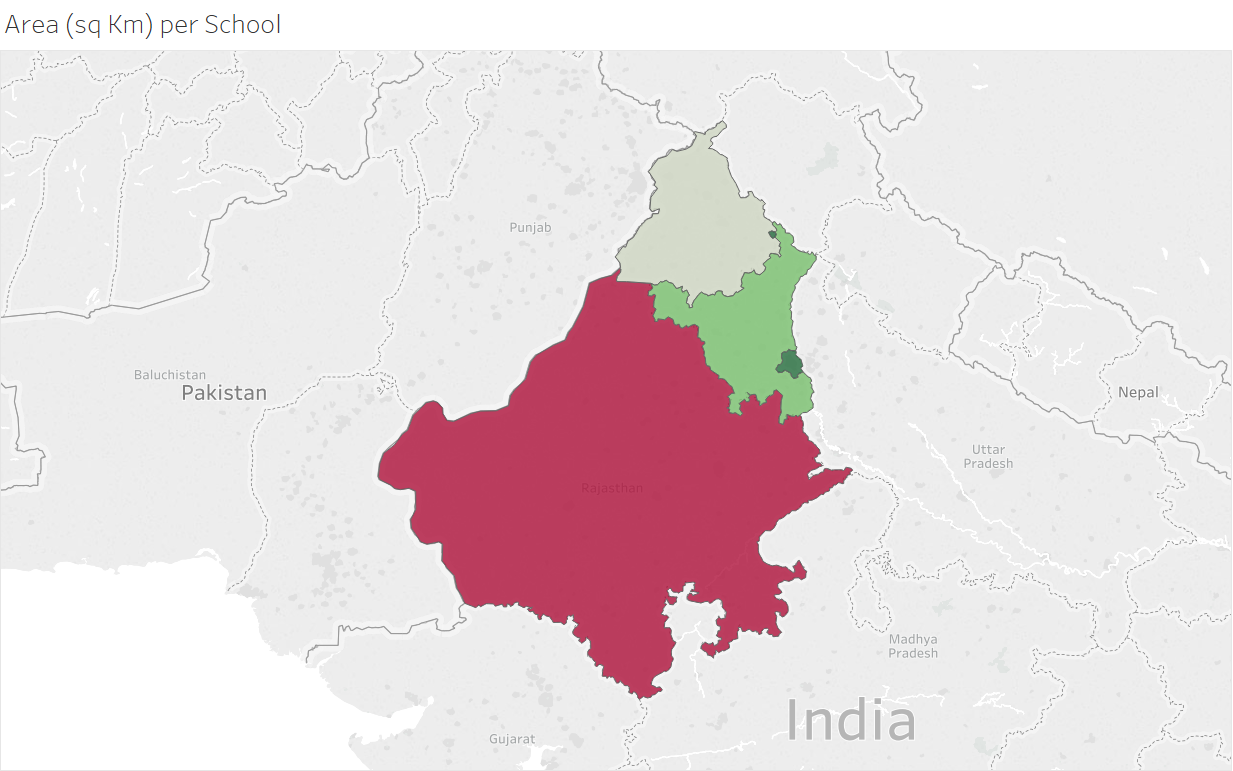 Area (sq Km) per School
Punjab
Baluchistan
Pakistan
Nepal
Uttar
Pradesh
Rajasthan
Madhya
Pradesh
India
Gujarat